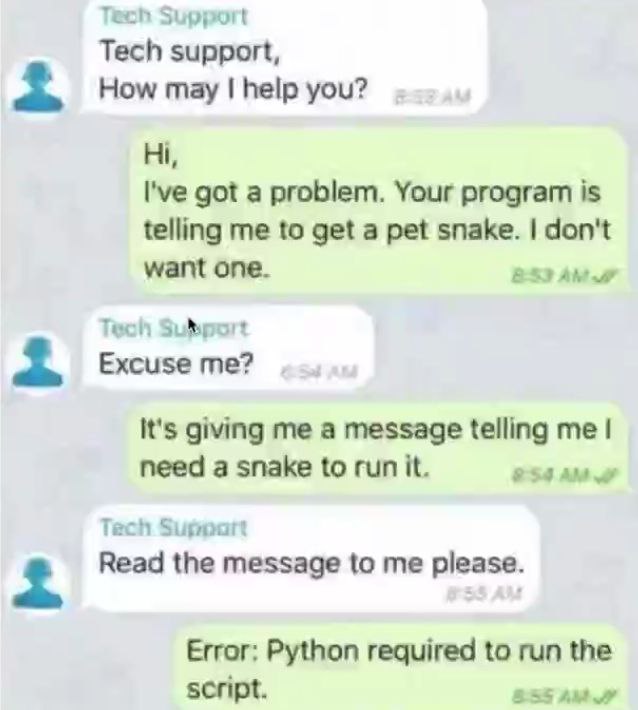 Tech Support
Tech support,
How may I help you?
Hi,
I've got a problem. Your program is
telling me to get a pet snake. I don't
want one.
8:53 AM
Tech Support
Excuse me?
8:54 AM
It's giving me a message telling me I
need a snake to run it.
8:54 AM
Tech Support
Read the message to me please.
8:55 AM
Error: Python required to run the
script.
8:55 AM